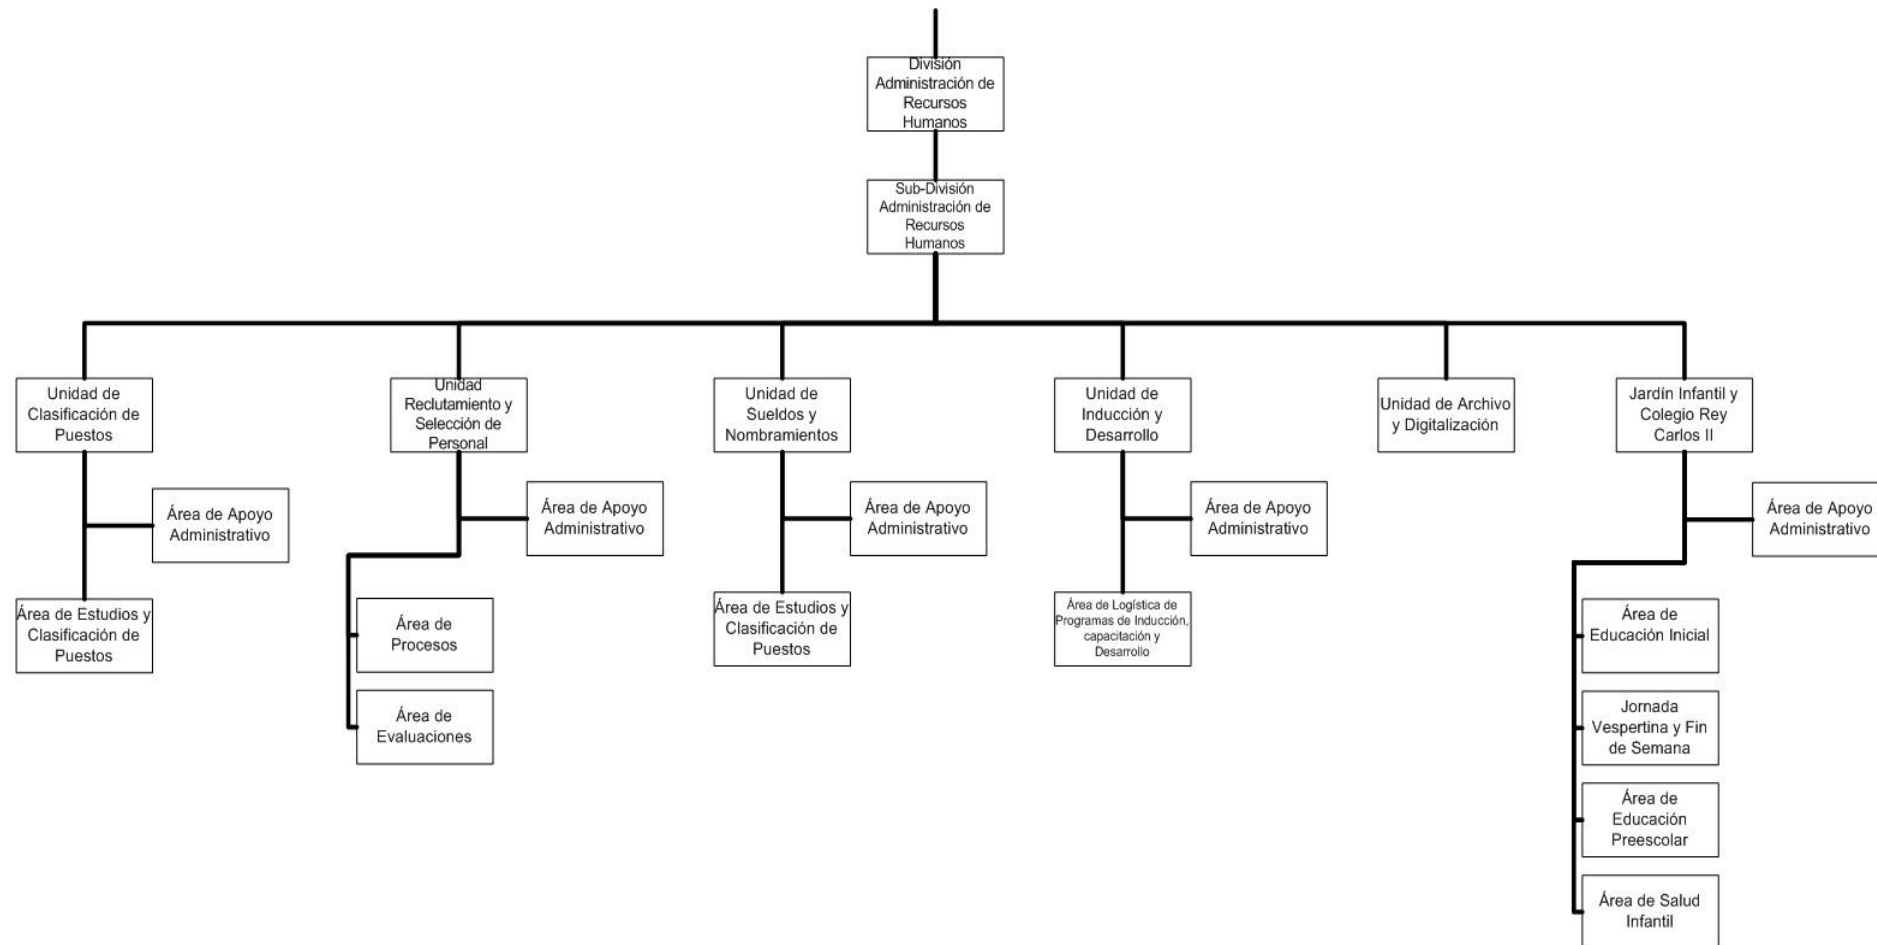 División
Administración de
Recursos
Humanos
Sub-División
Administración de
Recursos
Humanos
Unidad de
Clasificación de
Puestos
Unidad
Reclutamiento y
Selección de
Personal
Unidad de
Sueldos y
Nombramientos
Unidad de
Inducción y
Desarrollo
Unidad de Archivo
y Digitalización
Jardín Infantil y
Colegio Rey
Carlos II
Área de Apoyo
Administrativo
Área de Apoyo
Administrativo
Área de Apoyo
Administrativo
Área de Apoyo
Administrativo
Área de Apoyo
Administrativo
Área de Estudios y
Clasificación de
Puestos
Área de
Procesos
Área de Estudios y
Clasificación de
Puestos
Área de Logística de
Programas de Inducción,
capacitación y
Desarrollo
Área de
Educación Inicial
Área de
Evaluaciones
Jornada
Vespertina y Fin
de Semana
Área de
Educación
Preescolar
Área de Salud
Infantil